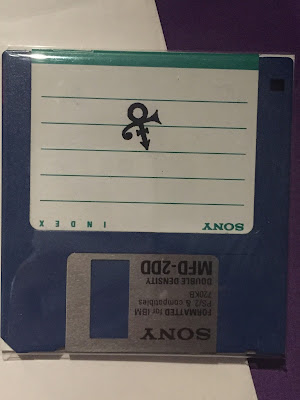 SONY
INDEX
SONY
FORMATTED for IBM
PS/2 & compatibles
720KB
DOUBLE DENSITY
MFD-2DD